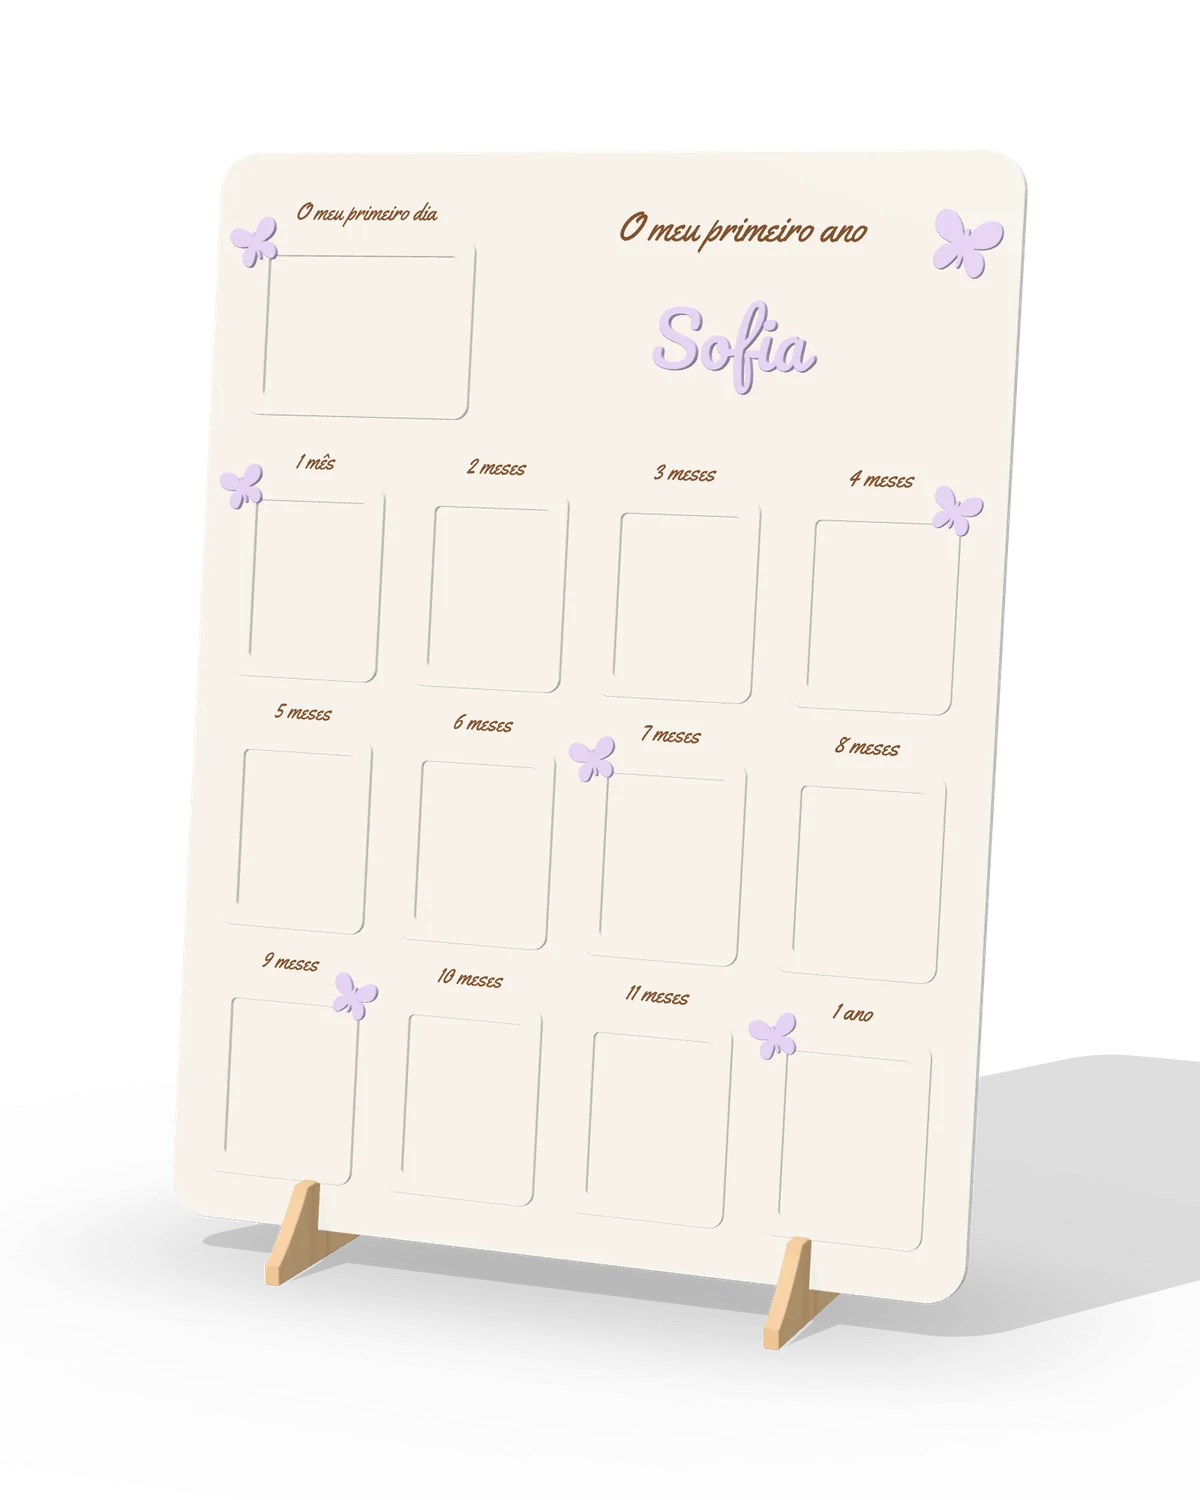 O meu primeiro dia
O meu primeiro ano
Sofia
1 mês
2 meses
3 meses
4 meses
5 meses
6 meses
7 meses
8 meses
9 meses
10 meses
11 meses
1 ano